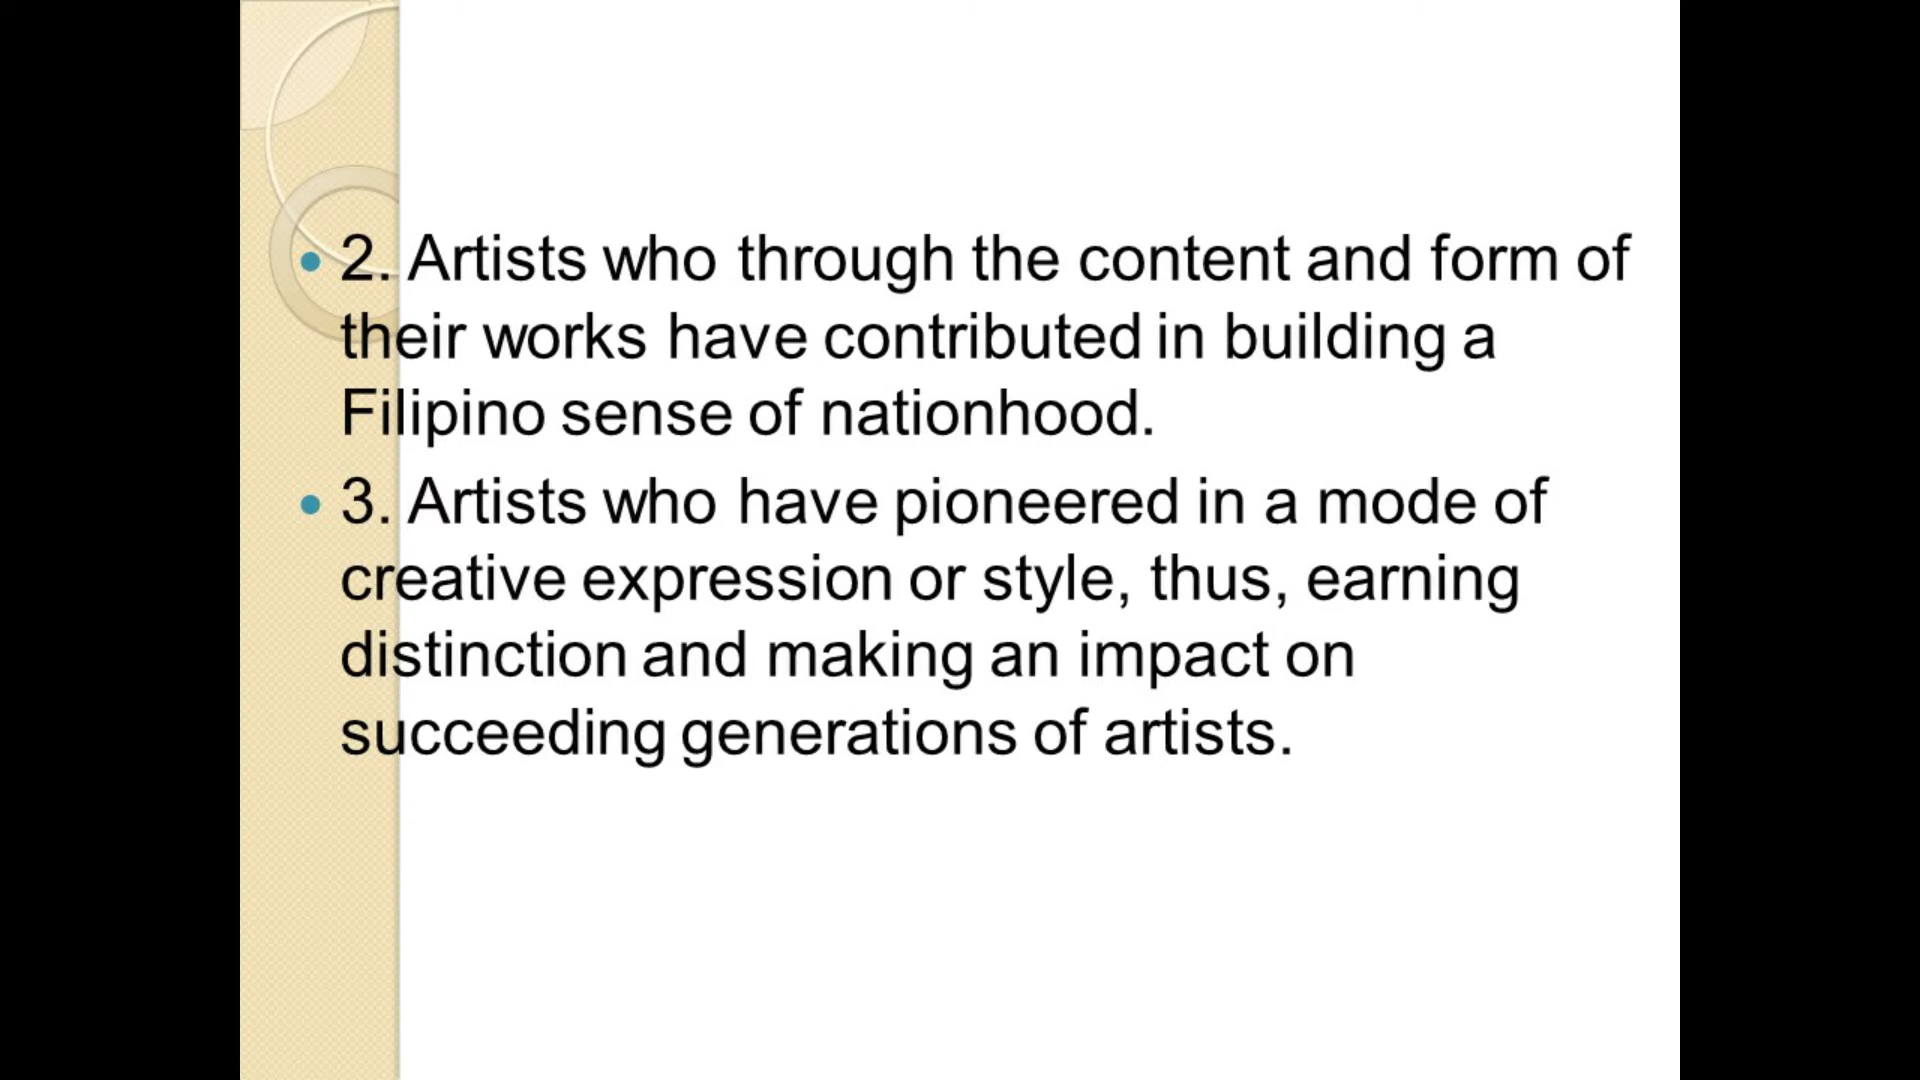 • 2. Artists who through the content and form of
their works have contributed in building a
Filipino sense of nationhood.
• 3. Artists who have pioneered in a mode of
creative expression or style, thus, earning
distinction and making an impact on
succeeding generations of artists.